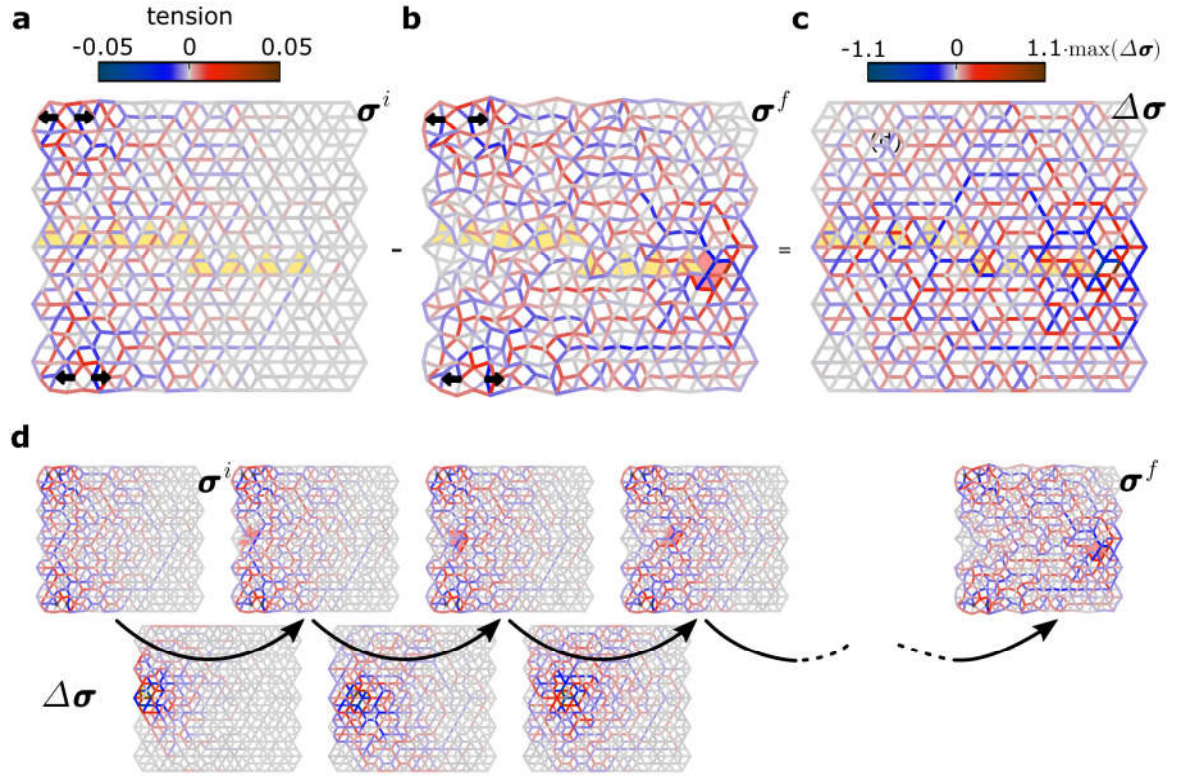 a
tension
-0.05 0 0.05
σ^i
-
b
σ^f
=
c
-1.1 0 1.1·max(Δσ)
Δσ
d
σ^i
σ^f
Δσ